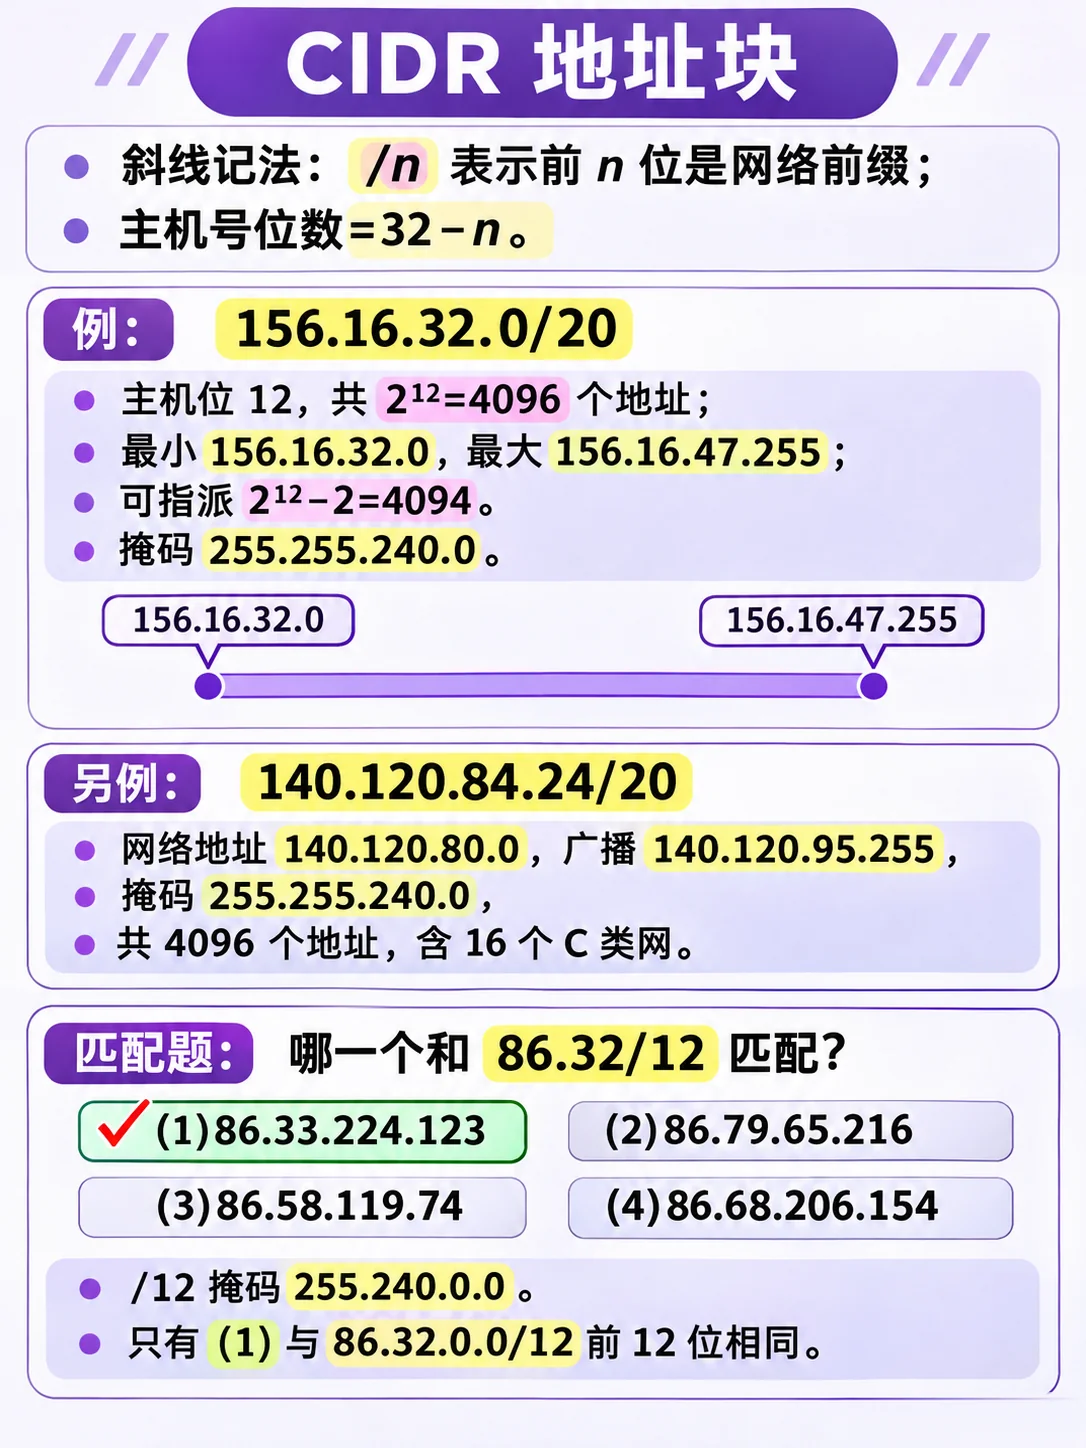 CIDR 地址块
斜线记法：/n 表示前 n 位是网络前缀；
主机号位数=32－n。
例： 156.16.32.0/20
主机位 12，共 2¹²=4096 个地址；
最小 156.16.32.0，最大 156.16.47.255；
可指派 2¹²－2=4094。
掩码 255.255.240.0。
156.16.32.0 156.16.47.255
另例： 140.120.84.24/20
网络地址 140.120.80.0，广播 140.120.95.255，
掩码 255.255.240.0，
共 4096 个地址，含 16 个 C 类网。
匹配题： 哪一个和 86.32/12 匹配？
(1)86.33.224.123 (2)86.79.65.216
(3)86.58.119.74 (4)86.68.206.154
/12 掩码 255.240.0.0。
只有 (1) 与 86.32.0.0/12 前 12 位相同。